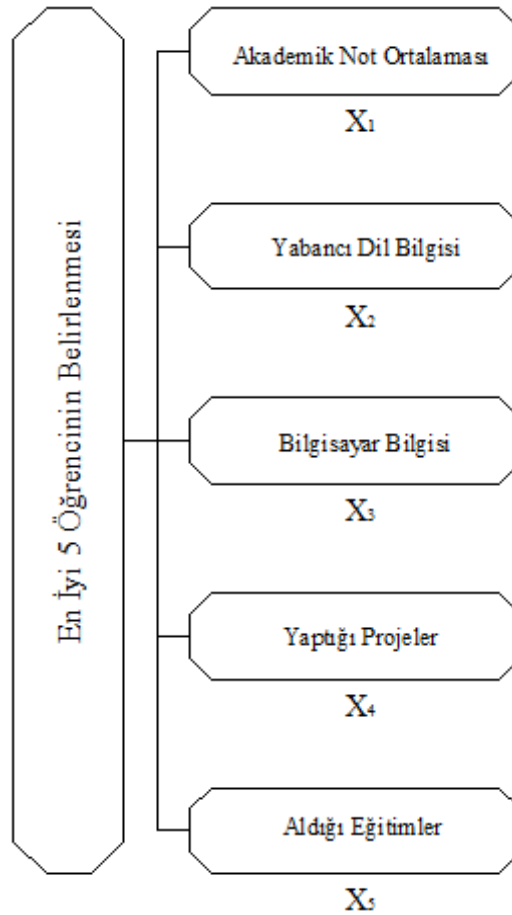 En İyi 5 Öğrencinin Belirlenmesi
Akademik Not Ortalaması
X₁
Yabancı Dil Bilgisi
X₂
Bilgisayar Bilgisi
X₃
Yaptığı Projeler
X₄
Aldığı Eğitimler
X₅